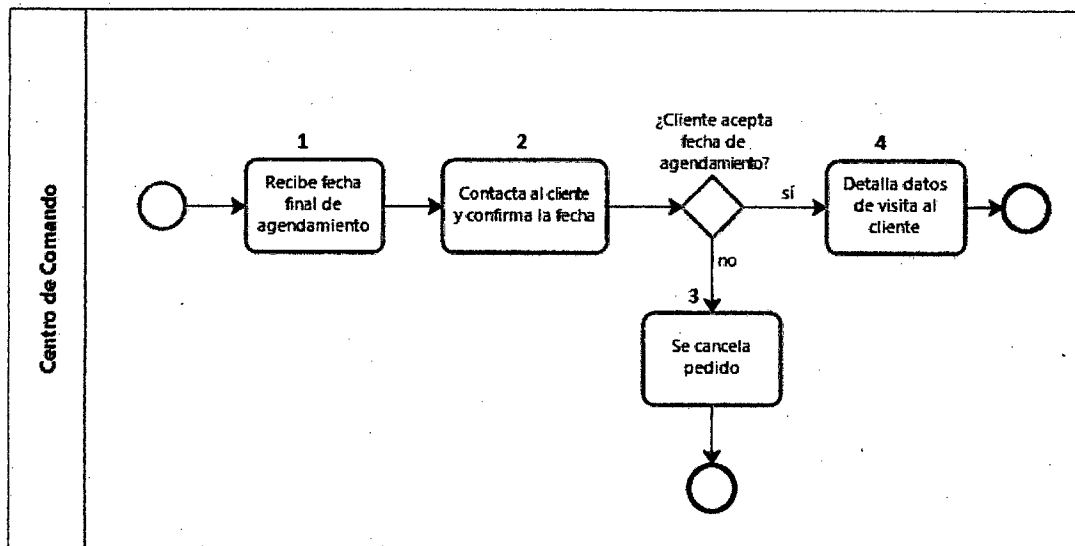 Centro de Comando
1
Recibe fecha
final de
agendamiento
2
Contacta al cliente
y confirma la fecha
¿Cliente acepta
fecha de
agendamiento?
sí
no
3
Se cancela
pedido
4
Detalla datos
de visita al
cliente